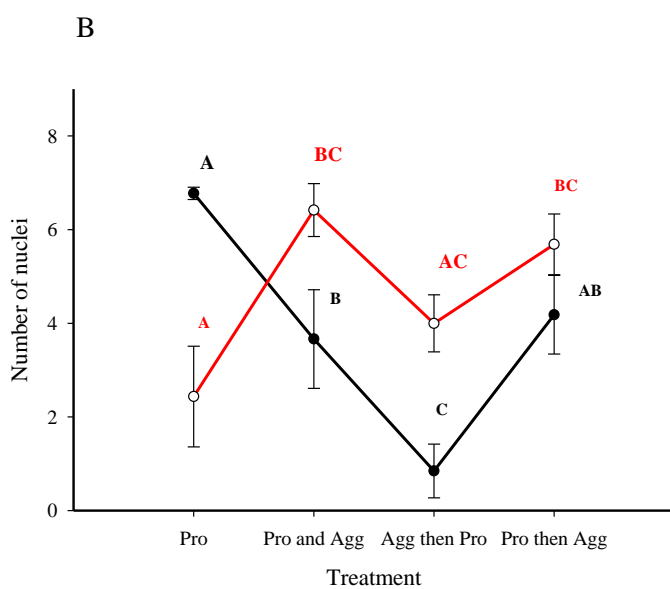 B
8
6
4
2
0
Number of nuclei
A
BC
BC
AC
A
B
AB
C
Pro
Pro and Agg
Agg then Pro
Pro then Agg
Treatment